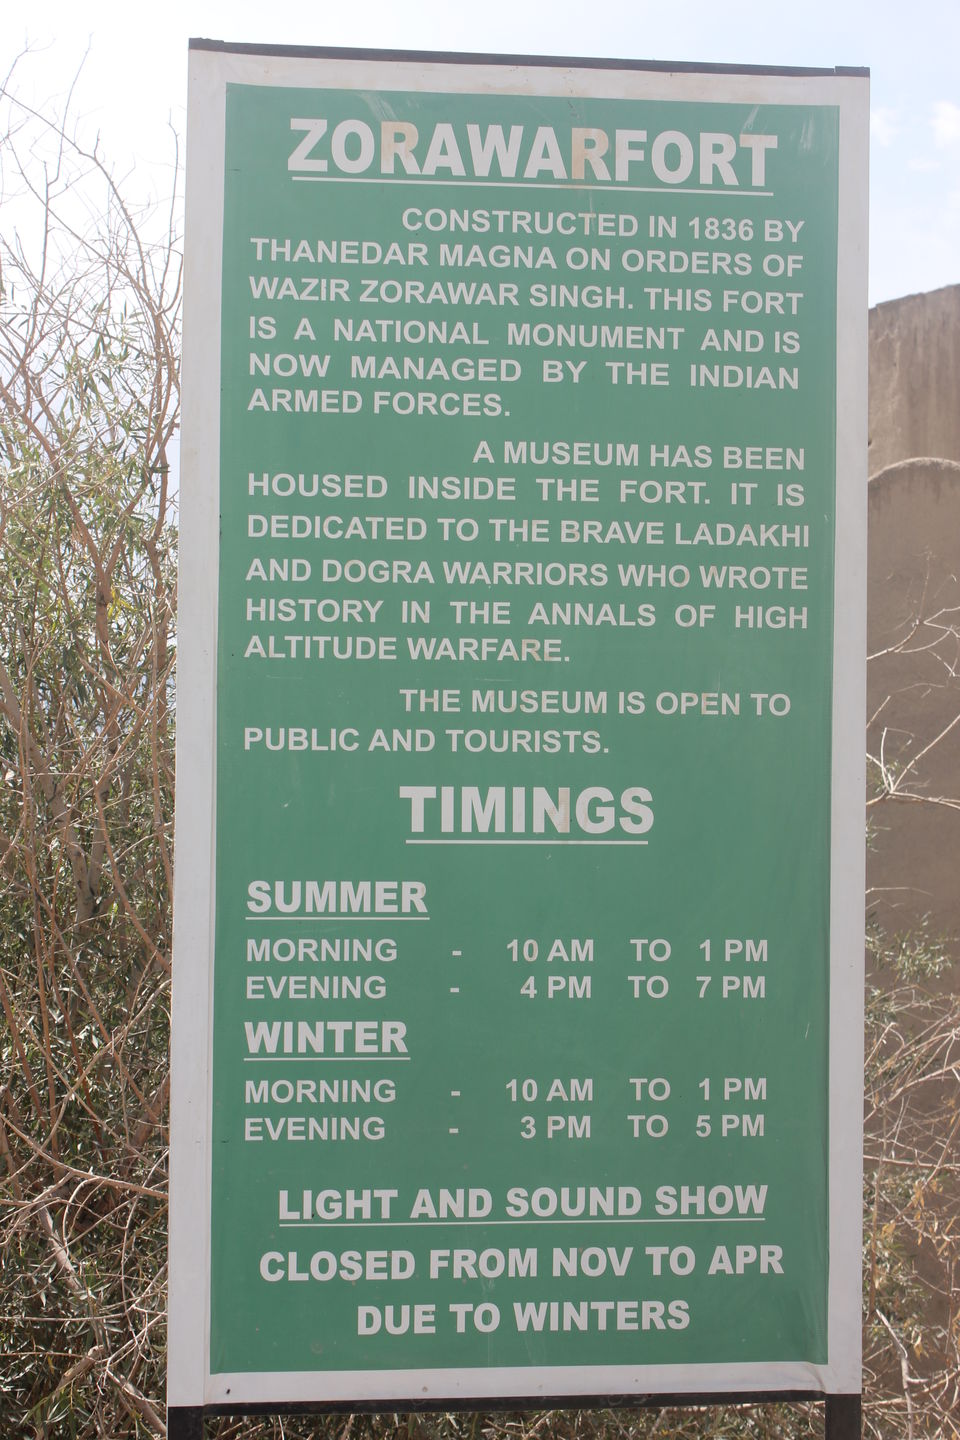 ZORAWARFORT
CONSTRUCTED IN 1836 BY
THANEDAR MAGNA ON ORDERS OF
WAZIR ZORAWAR SINGH. THIS FORT
IS A NATIONAL MONUMENT AND IS
NOW MANAGED BY THE INDIAN
ARMED FORCES.
A MUSEUM HAS BEEN
HOUSED INSIDE THE FORT. IT IS
DEDICATED TO THE BRAVE LADAKHI
AND DOGRA WARRIORS WHO WROTE
HISTORY IN THE ANNALS OF HIGH
ALTITUDE WARFARE.
THE MUSEUM IS OPEN TO
PUBLIC AND TOURISTS.
TIMINGS
SUMMER
MORNING - 10 AM TO 1 PM
EVENING - 4 PM TO 7 PM
WINTER
MORNING - 10 AM TO 1 PM
EVENING - 3 PM TO 5 PM
LIGHT AND SOUND SHOW
CLOSED FROM NOV TO APR
DUE TO WINTERS